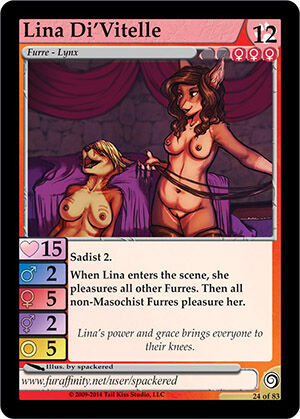 Lina Di'Vitelle
12
Furre - Lynx
15
2
5
2
5
Sadist 2.
When Lina enters the scene, she
pleasures all other Furres. Then all
non-Masochist Furres pleasure her.
Lina's power and grace brings everyone to
their knees.
Illus. by spackered
www.furaffinity.net/user/spackered
© 2009-2014 Tail Kiss Studio, LLC
24 of 83